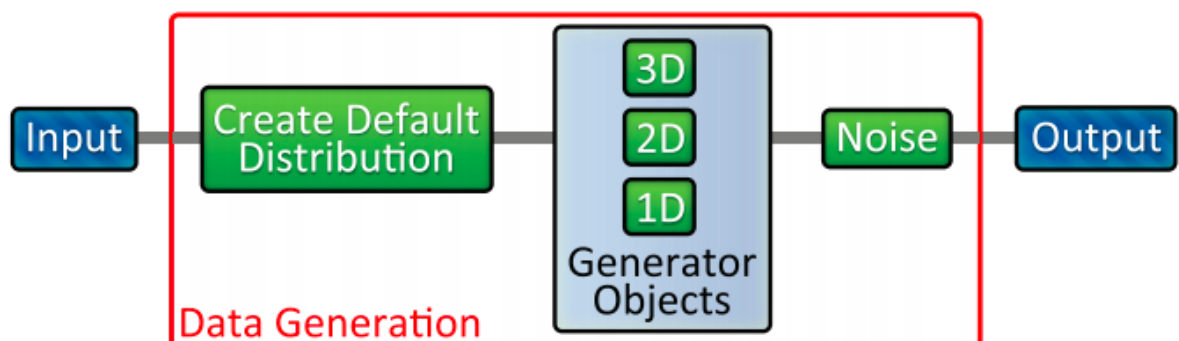 Input
Create Default
Distribution
3D
2D
1D
Generator
Objects
Noise
Output
Data Generation